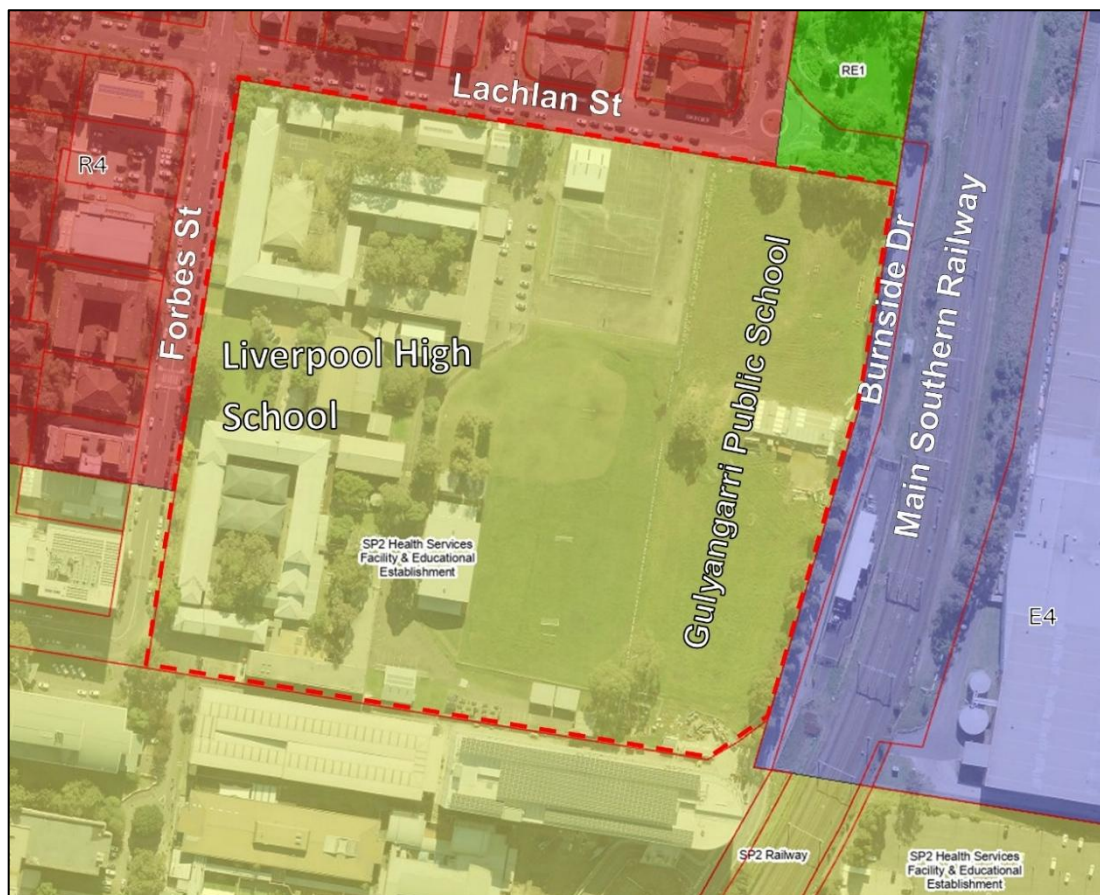 RE1
Lachlan St
R4
Forbes St
Burnside Dr
Main Southern Railway
Gulyangarri Public School
Liverpool High
School
SP2 Health Services
Facility & Educational
Establishment
E4
SP2 Railway
SP2 Health Services
Facility & Educational
Establishment